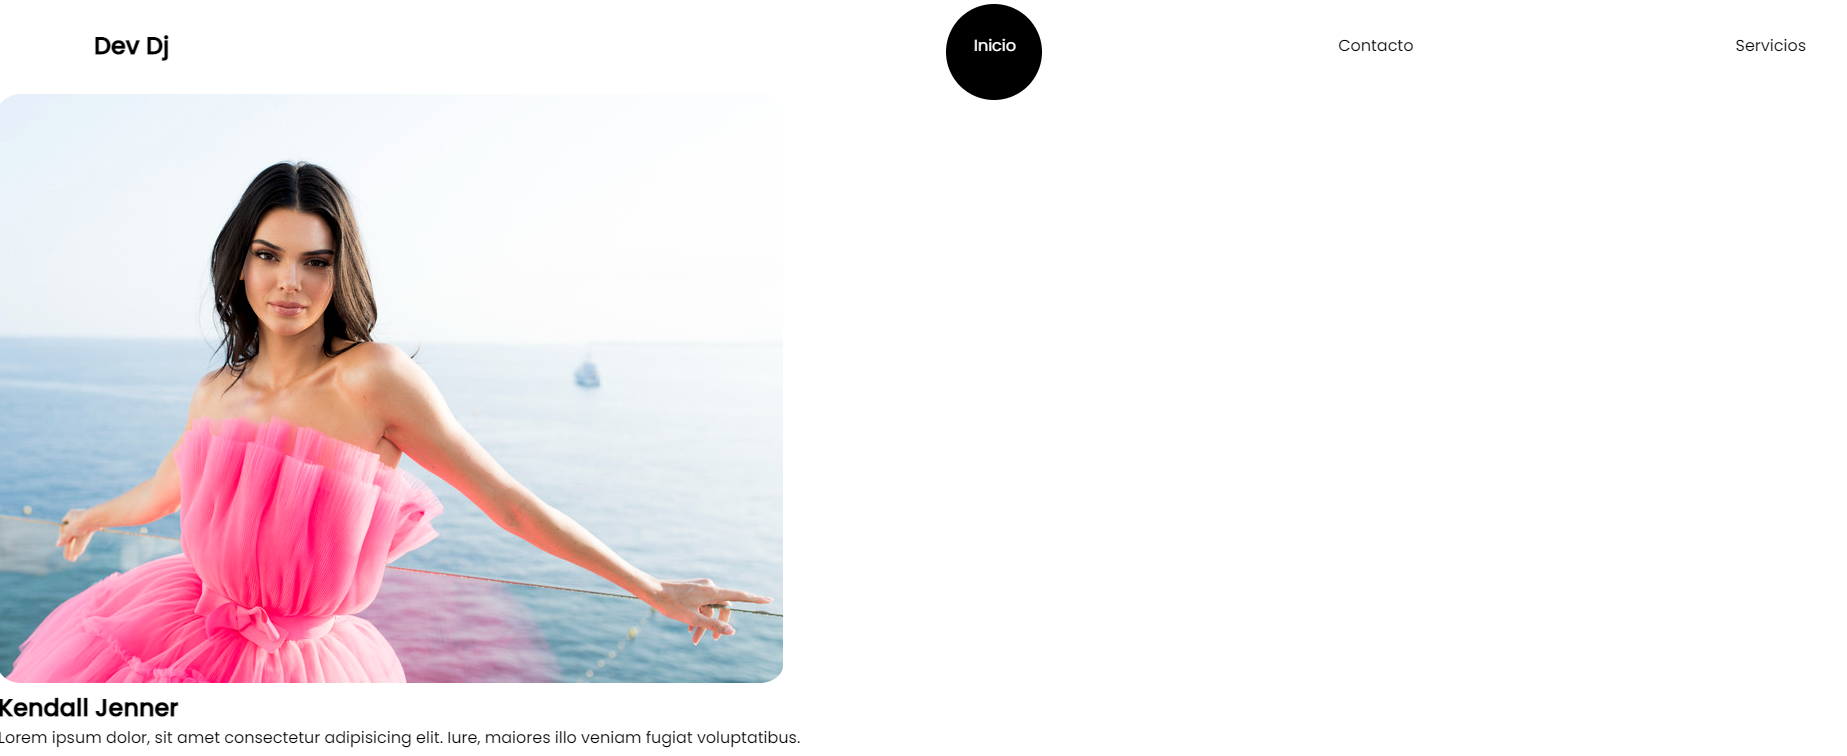 Dev Dj
Inicio
Contacto
Servicios
Kendall Jenner
Lorem ipsum dolor, sit amet consectetur adipisicing elit. Iure, maiores illo veniam fugiat voluptatibus.